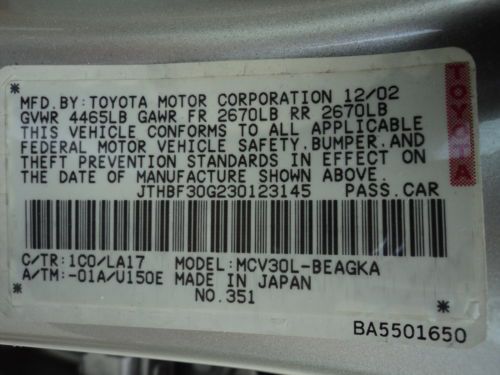 MFD.BY:TOYOTA MOTOR CORPORATION 12/02
GVWR 4465LB GAWR FR 2670LB RR 2670LB
THIS VEHICLE CONFORMS TO ALL APPLICABLE
FEDERAL MOTOR VEHICLE SAFETY,BUMPER,AND
THEFT PREVENTION STANDARDS IN EFFECT ON
THE DATE OF MANUFACTURE SHOWN ABOVE.
JTHBF30G230123145 PASS.CAR
C/TR:1C0/LA17 MODEL:MCV30L-BEAGKA
A/TM:-01A/U150E MADE IN JAPAN
NO.351
BA5501650
TOYOTA